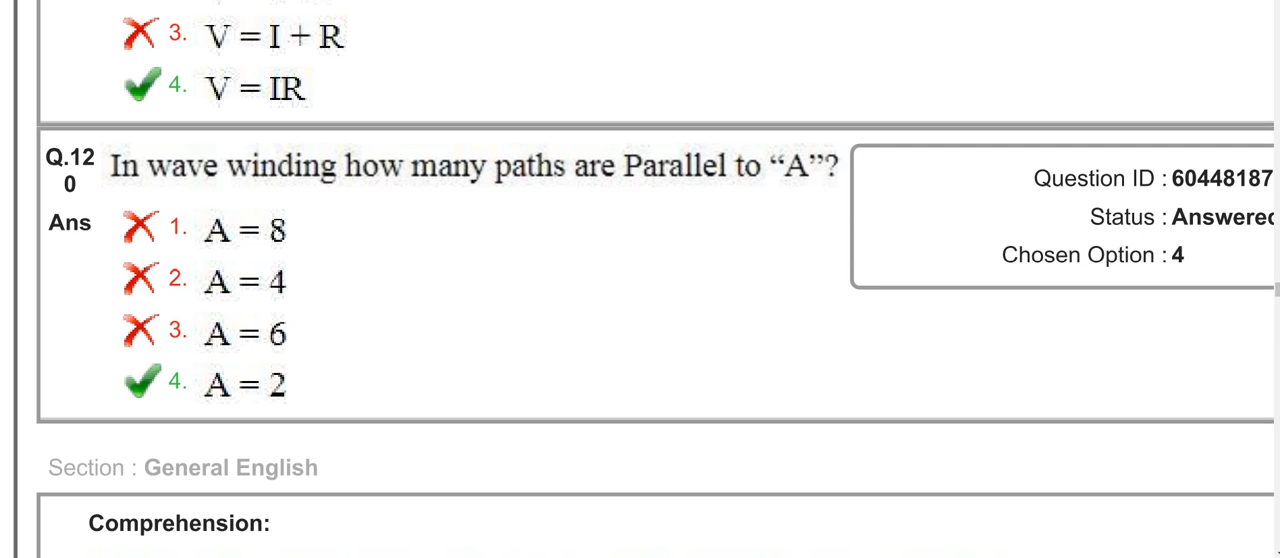 3. V = I + R
4. V = IR
Q.12
0
In wave winding how many paths are Parallel to “A”?
Question ID : 60448187
Status : Answered
Chosen Option : 4
Ans
1. A = 8
2. A = 4
3. A = 6
4. A = 2
Section : General English
Comprehension: